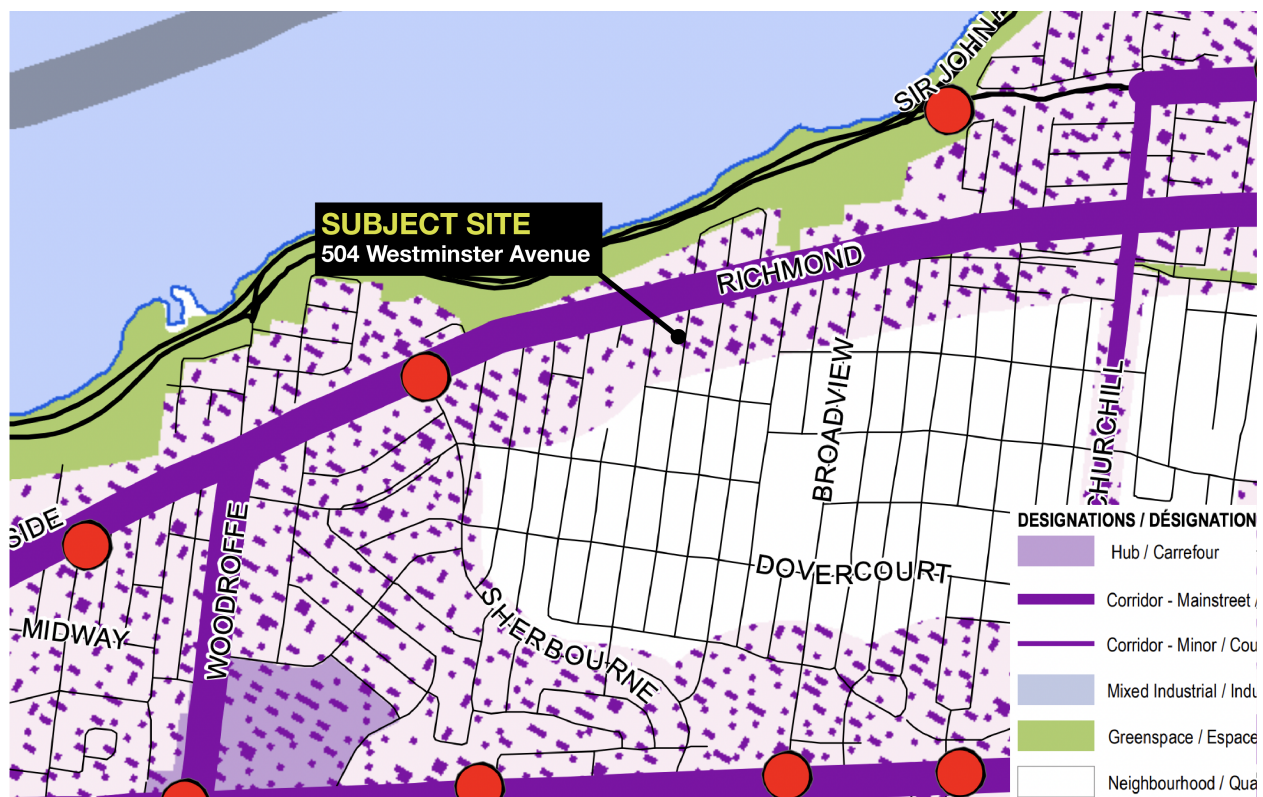 SIR JOHN
SUBJECT SITE
504 Westminster Avenue
RICHMOND
BROADVIEW
CHURCHILL
SIDE
WOODROFFE
MIDWAY
SHERBOURNE
DOVERCOURT
DESIGNATIONS / DÉSIGNATION
Hub / Carrefour
Corridor - Mainstreet /
Corridor - Minor / Cou
Mixed Industrial / Indu
Greenspace / Espace
Neighbourhood / Qua